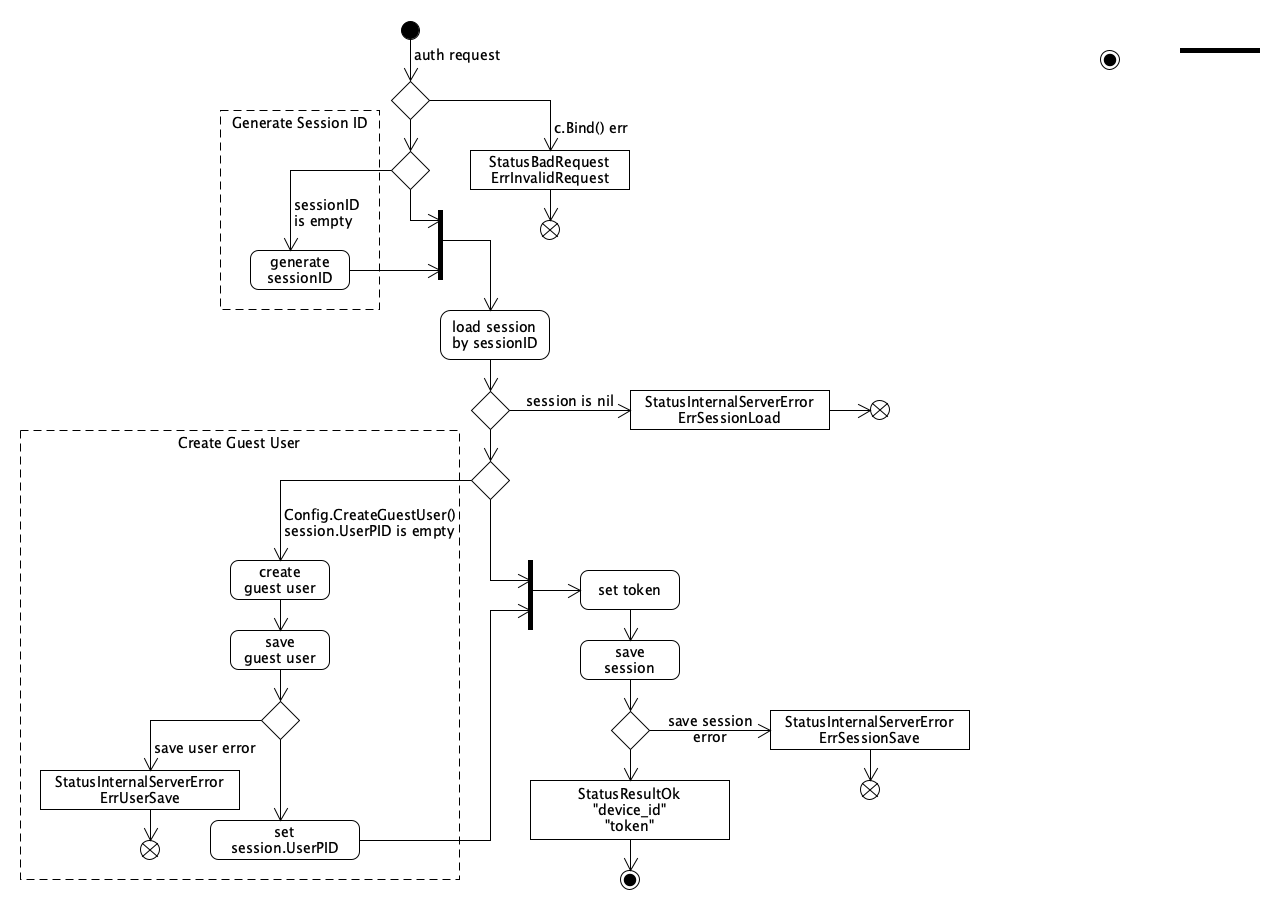 auth request
Generate Session ID
c.Bind() err
StatusBadRequest
ErrInvalidRequest
sessionID
is empty
generate
sessionID
load session
by sessionID
session is nil
StatusInternalServerError
ErrSessionLoad
Create Guest User
Config.CreateGuestUser()
session.UserPID is empty
create
guest user
set token
save
guest user
save
session
save user error
save session
error
StatusInternalServerError
ErrSessionSave
StatusInternalServerError
ErrUserSave
StatusResultOk
"device_id"
"token"
set
session.UserPID